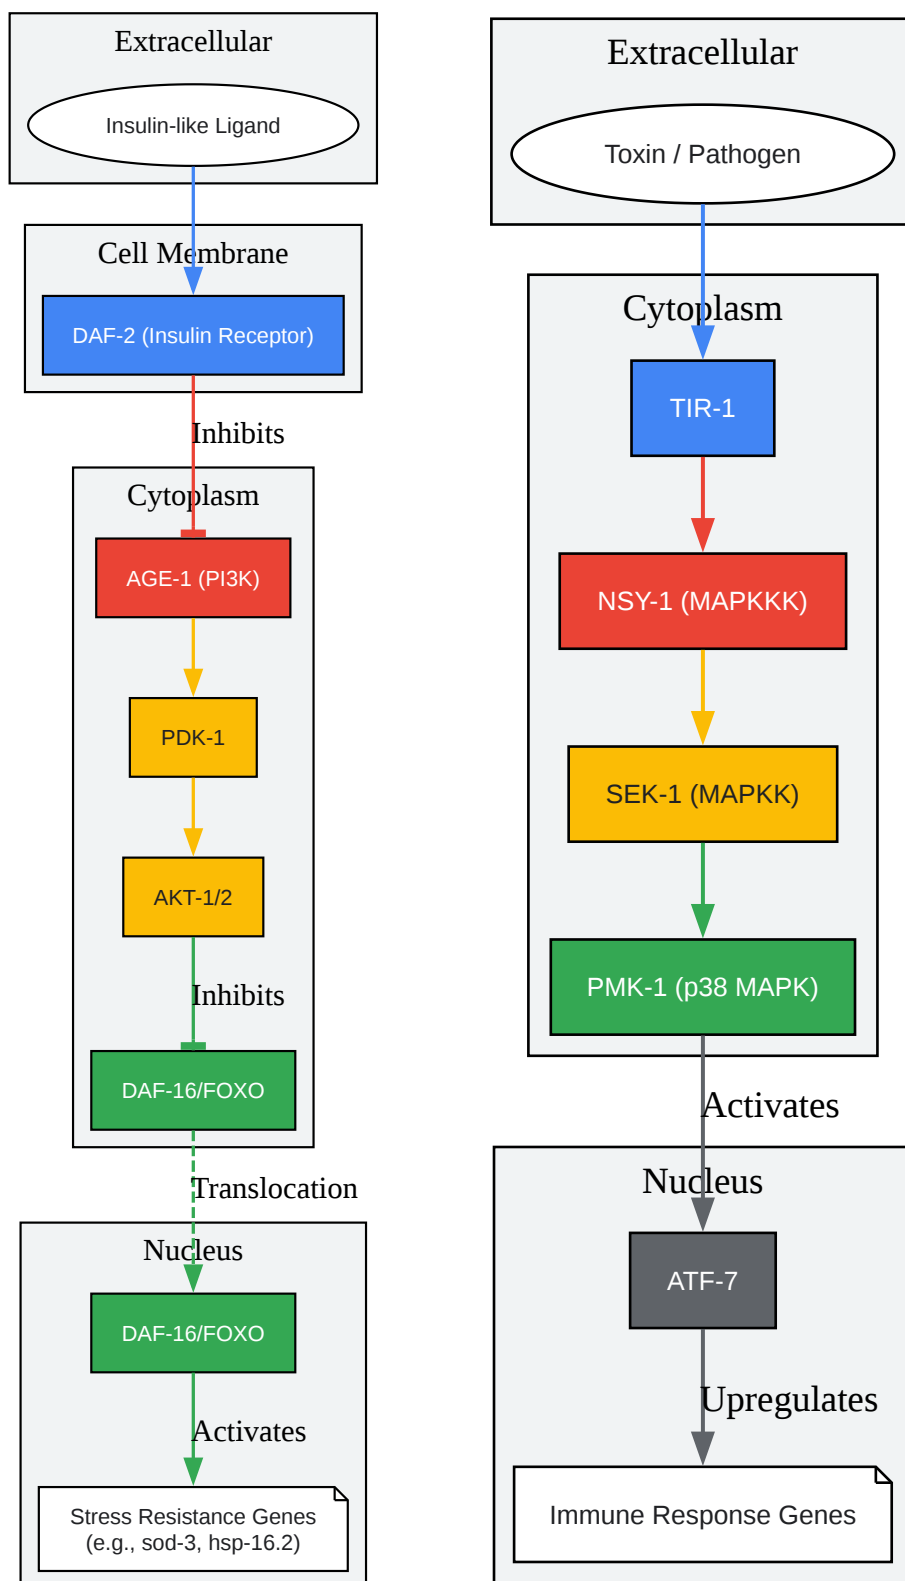 Extracellular
Insulin-like Ligand
Cell Membrane
DAF-2 (Insulin Receptor)
Inhibits
Cytoplasm
AGE-1 (PI3K)
PDK-1
AKT-1/2
Inhibits
DAF-16/FOXO
Translocation
Nucleus
DAF-16/FOXO
Activates
Stress Resistance Genes
(e.g., sod-3, hsp-16.2)
Extracellular
Toxin / Pathogen
Cytoplasm
TIR-1
NSY-1 (MAPKKK)
SEK-1 (MAPKK)
PMK-1 (p38 MAPK)
Activates
Nucleus
ATF-7
Upregulates
Immune Response Genes